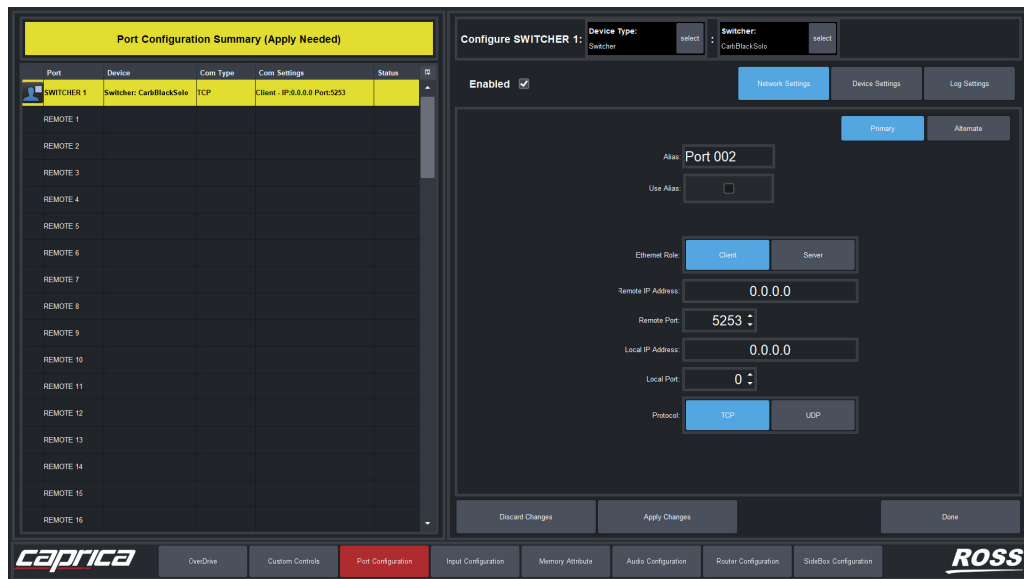 Port Configuration Summary (Apply Needed)
Port Device Com Type Com Settings Status
SWITCHER 1 Switcher: CarbBlackSolo TCP Client - IP:0.0.0.0 Port:5253
REMOTE 1
REMOTE 2
REMOTE 3
REMOTE 4
REMOTE 5
REMOTE 6
REMOTE 7
REMOTE 8
REMOTE 9
REMOTE 10
REMOTE 11
REMOTE 12
REMOTE 13
REMOTE 14
REMOTE 15
REMOTE 16
Configure SWITCHER 1: Device Type: Switcher select : Switcher: CarbBlackSolo select
Enabled Network Settings Device Settings Log Settings
Primary Alternate
Alias: Port 002
Use Alias:
Ethernet Role: Client Server
Remote IP Address: 0.0.0.0
Remote Port: 5253
Local IP Address: 0.0.0.0
Local Port: 0
Protocol: TCP UDP
Discard Changes Apply Changes Done
caprica OverDrive Custom Controls Port Configuration Input Configuration Memory Attribute Audio Configuration Router Configuration SideBox Configuration ROSS